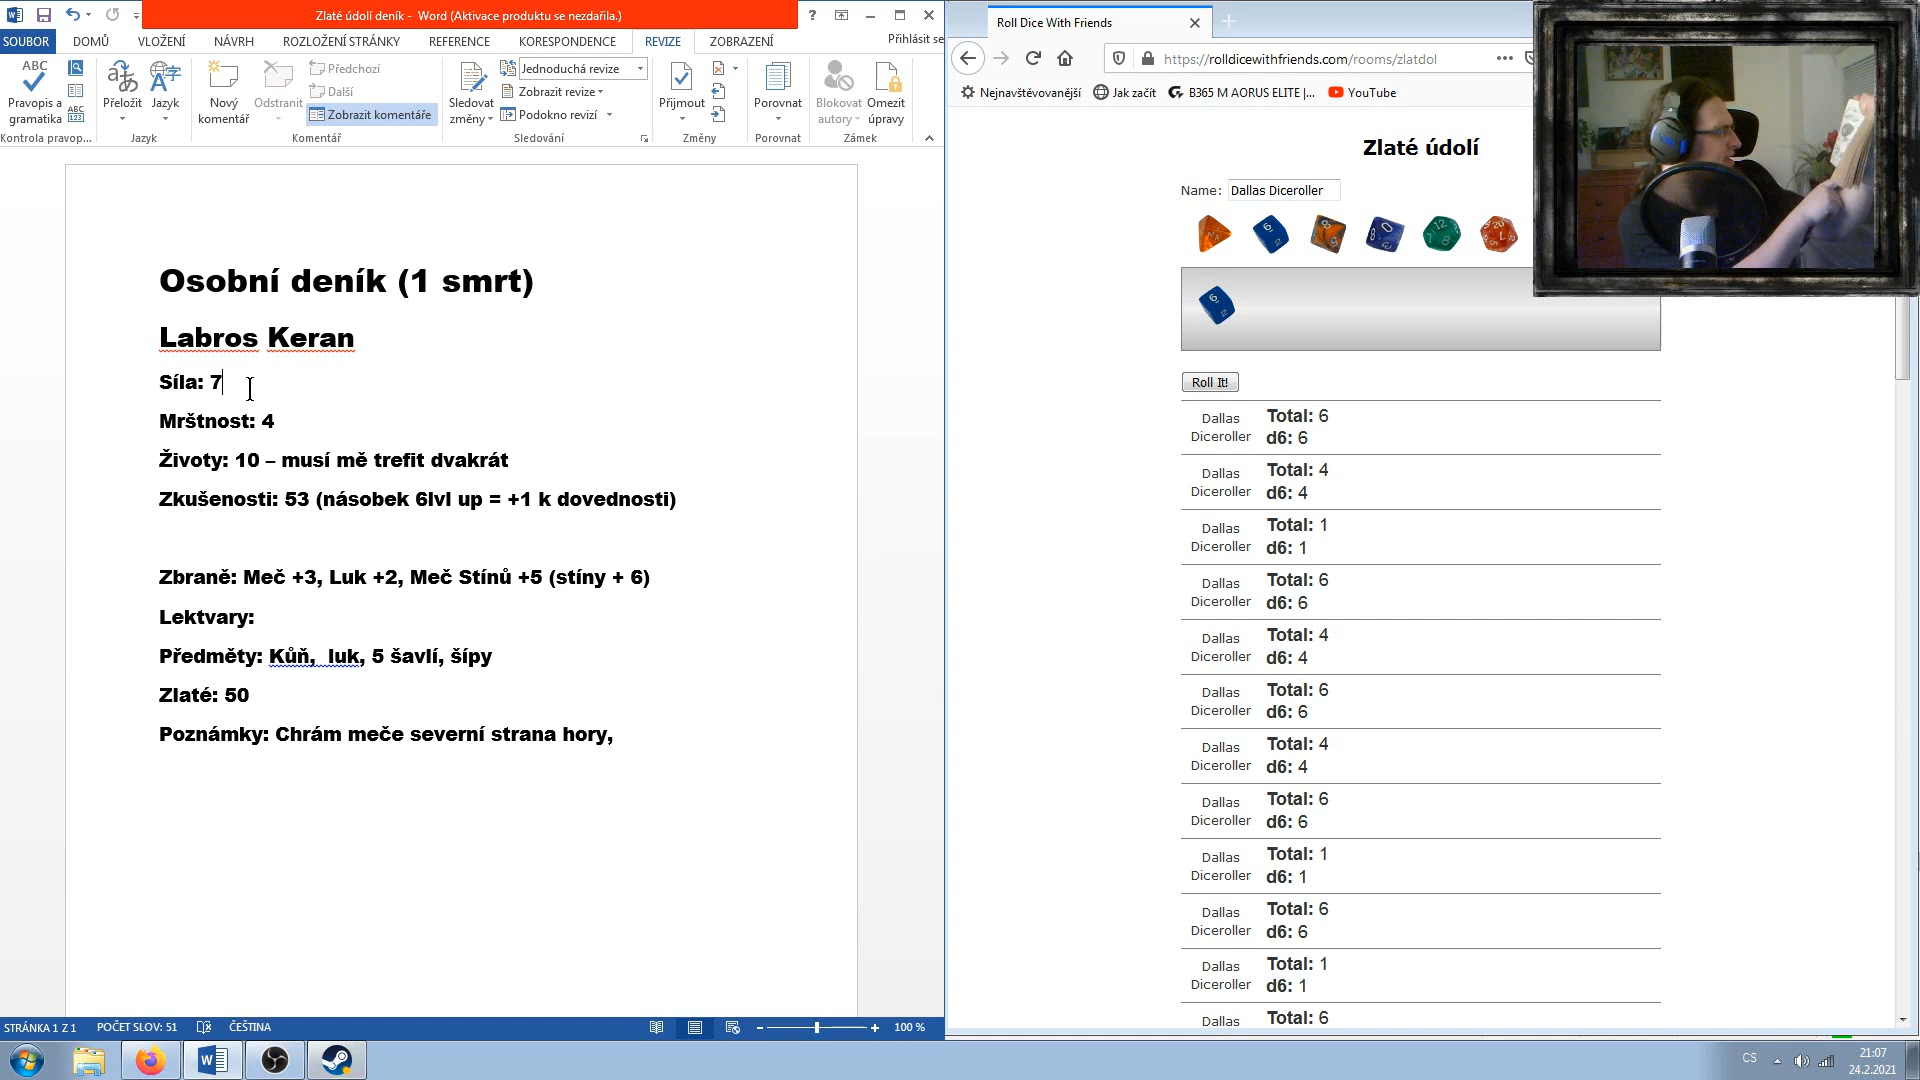 Zlaté údolí deník - Word (Aktivace produktu se nezdařila.)
SOUBOR DOMŮ VLOŽENÍ NÁVRH ROZLOŽENÍ STRÁNKY REFERENCE KORESPONDENCE REVIZE ZOBRAZENÍ Přihlásit se
ABC Pravopis a gramatika
ABC 123
Přeložit
Jazyk
Nový komentář
Odstranit
Předchozí
Další
Zobrazit komentáře
Sledovat změny
Jednoduchá revize
Zobrazit revize
Podokno revizí
Přijmout
Porovnat
Blokovat autory
Omezit úpravy
Kontrola pravop... Jazyk Komentář Sledování Změny Porovnat Zámek
Osobní deník (1 smrt)
Labros Keran
Síla: 7
Mrštnost: 4
Životy: 10 – musí mě trefit dvakrát
Zkušenosti: 53 (násobek 6lvl up = +1 k dovednosti)
Zbraně: Meč +3, Luk +2, Meč Stínů +5 (stíny + 6)
Lektvary:
Předměty: Kůň, luk, 5 šavlí, šípy
Zlaté: 50
Poznámky: Chrám meče severní strana hory,
STRÁNKA 1 Z 1 POČET SLOV: 51 ČEŠTINA 100 %
Roll Dice With Friends
https://rolldicewithfriends.com/rooms/zlatdol
Nejnavštěvovanější Jak začít B365 M AORUS ELITE |... YouTube
Zlaté údolí
Name: Dallas Diceroller
Roll It!
Dallas Diceroller Total: 6
d6: 6
Dallas Diceroller Total: 4
d6: 4
Dallas Diceroller Total: 1
d6: 1
Dallas Diceroller Total: 6
d6: 6
Dallas Diceroller Total: 4
d6: 4
Dallas Diceroller Total: 6
d6: 6
Dallas Diceroller Total: 4
d6: 4
Dallas Diceroller Total: 6
d6: 6
Dallas Diceroller Total: 1
d6: 1
Dallas Diceroller Total: 6
d6: 6
Dallas Diceroller Total: 1
d6: 1
Dallas Total: 6
CS 21:07
24.2.2021